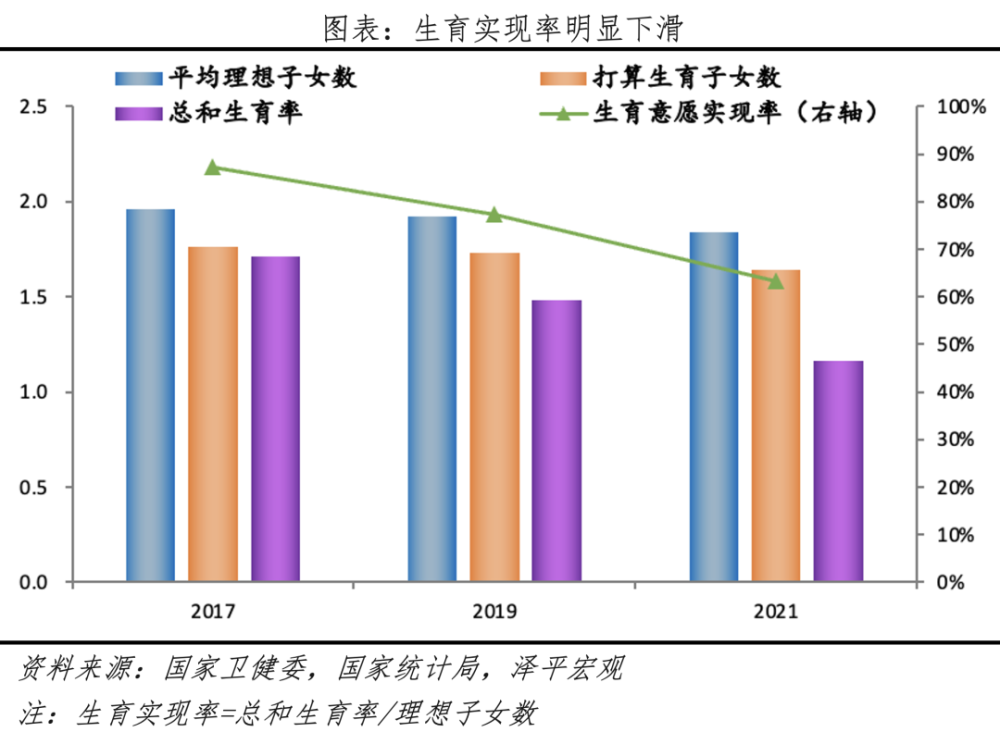 图表：生育实现率明显下滑
平均理想子女数 打算生育子女数
总和生育率 生育意愿实现率（右轴）
2.5 100%
90%
2.0 80%
70%
1.5 60%
50%
1.0 40%
30%
0.5 20%
10%
0.0 0%
2017 2019 2021
资料来源：国家卫健委，国家统计局，泽平宏观
注：生育实现率=总和生育率/理想子女数